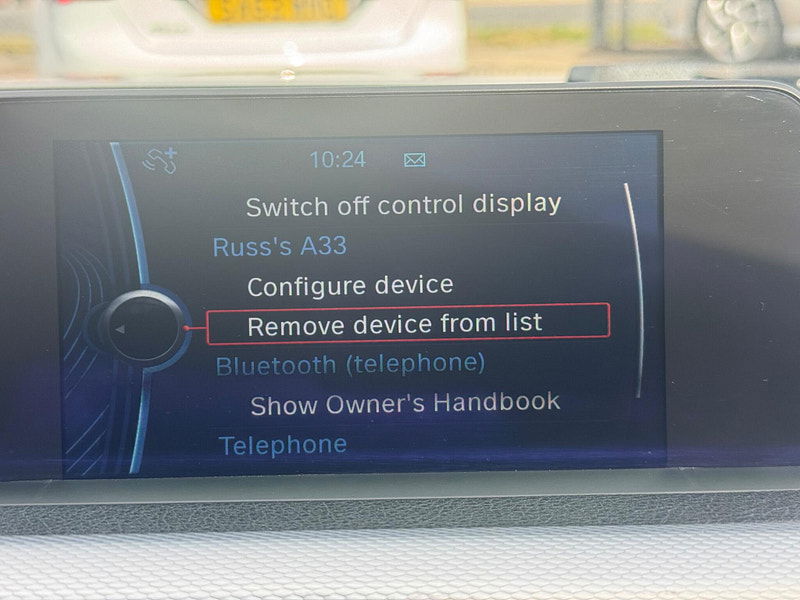 10:24
Switch off control display
Russ's A33
Configure device
Remove device from list
Bluetooth (telephone)
Show Owner's Handbook
Telephone